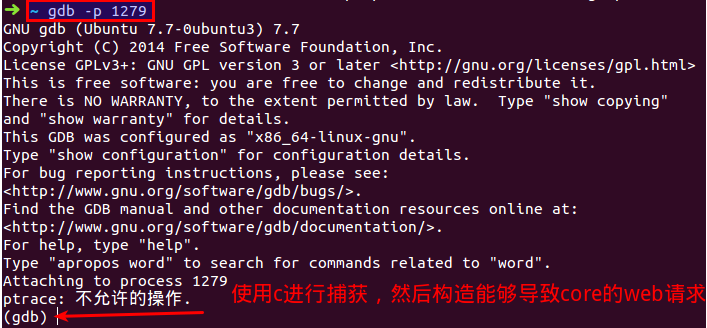 → ~ gdb -p 1279
GNU gdb (Ubuntu 7.7-0ubuntu3) 7.7
Copyright (C) 2014 Free Software Foundation, Inc.
License GPLv3+: GNU GPL version 3 or later <http://gnu.org/licenses/gpl.html>
This is free software: you are free to change and redistribute it.
There is NO WARRANTY, to the extent permitted by law.  Type "show copying"
and "show warranty" for details.
This GDB was configured as "x86_64-linux-gnu".
Type "show configuration" for configuration details.
For bug reporting instructions, please see:
<http://www.gnu.org/software/gdb/bugs/>.
Find the GDB manual and other documentation resources online at:
<http://www.gnu.org/software/gdb/documentation/>.
For help, type "help".
Type "apropos word" to search for commands related to "word".
Attaching to process 1279
ptrace: 不允许的操作.
使用c进行捕获，然后构造能够导致core的web请求
(gdb)